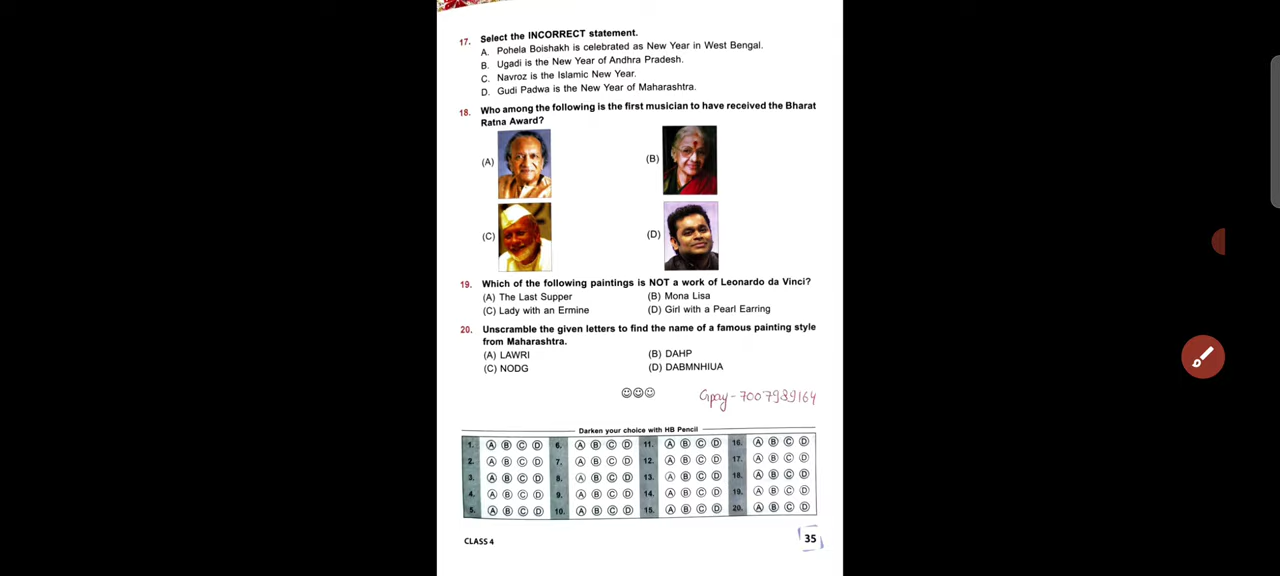 17. Select the INCORRECT statement.
A. Pohela Boishakh is celebrated as New Year in West Bengal.
B. Ugadi is the New Year of Andhra Pradesh.
C. Navroz is the Islamic New Year.
D. Gudi Padwa is the New Year of Maharashtra.
18. Who among the following is the first musician to have received the Bharat
Ratna Award?
(A) (B)
(C) (D)
19. Which of the following paintings is NOT a work of Leonardo da Vinci?
(A) The Last Supper (B) Mona Lisa
(C) Lady with an Ermine (D) Girl with a Pearl Earring
20. Unscramble the given letters to find the name of a famous painting style
from Maharashtra.
(A) LAWRI (B) DAHP
(C) NODG (D) DABMNHIUA
Gpay - 7007989164
Darken your choice with HB Pencil
1. A B C D 6. A B C D 11. A B C D 16. A B C D
2. A B C D 7. A B C D 12. A B C D 17. A B C D
3. A B C D 8. A B C D 13. A B C D 18. A B C D
4. A B C D 9. A B C D 14. A B C D 19. A B C D
5. A B C D 10. A B C D 15. A B C D 20. A B C D
CLASS 4 35